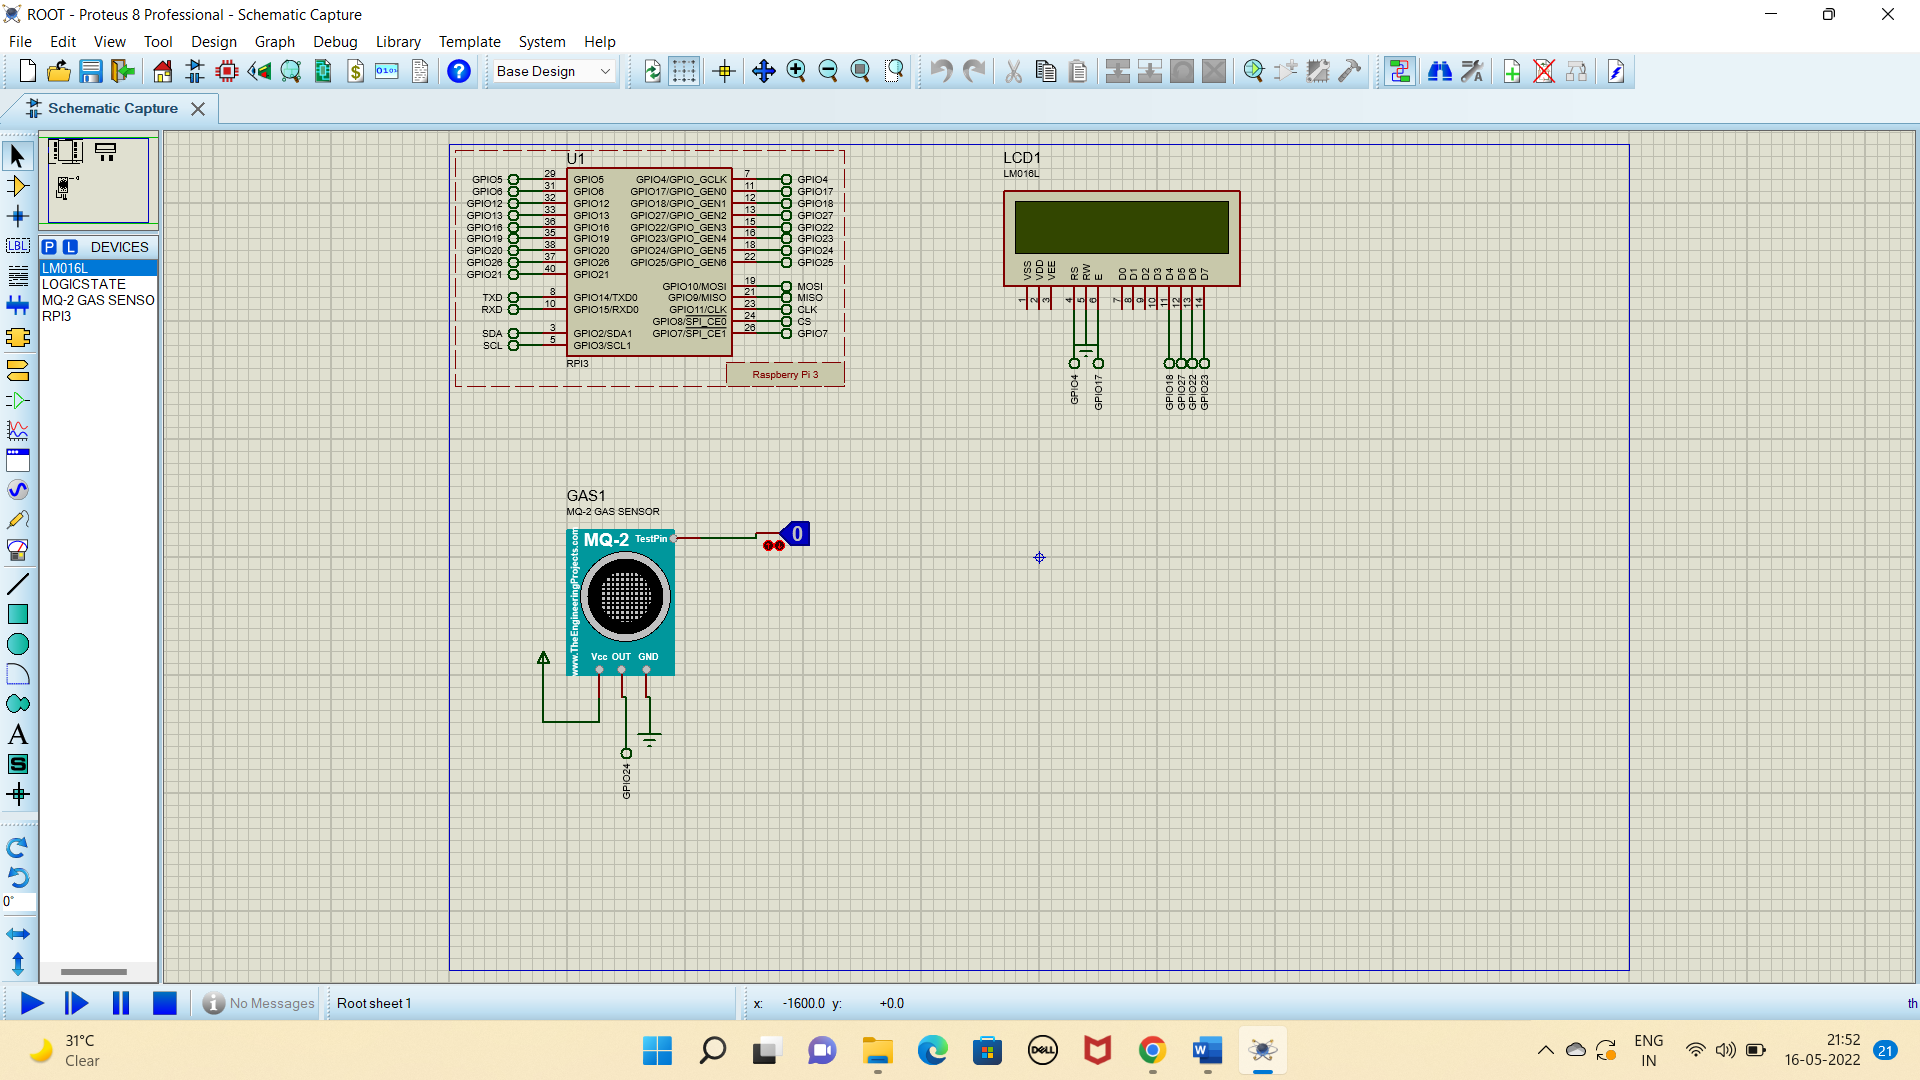 ROOT - Proteus 8 Professional - Schematic Capture
File Edit View Tool Design Graph Debug Library Template System Help
Base Design
Schematic Capture
P L DEVICES
LM016L
LOGICSTATE
MQ-2 GAS SENSO
RPI3
LBL
A
S
0°
U1
GPIO5 29 GPIO5 GPIO4/GPIO_GCLK 7 GPIO4
GPIO6 31 GPIO6 GPIO17/GPIO_GEN0 11 GPIO17
GPIO12 32 GPIO12 GPIO18/GPIO_GEN1 12 GPIO18
GPIO13 33 GPIO13 GPIO27/GPIO_GEN2 13 GPIO27
GPIO16 36 GPIO16 GPIO22/GPIO_GEN3 15 GPIO22
GPIO19 35 GPIO19 GPIO23/GPIO_GEN4 16 GPIO23
GPIO20 38 GPIO20 GPIO24/GPIO_GEN5 18 GPIO24
GPIO26 37 GPIO26 GPIO25/GPIO_GEN6 22 GPIO25
GPIO21 40 GPIO21
GPIO10/MOSI 19 MOSI
TXD 8 GPIO14/TXD0 GPIO9/MISO 21 MISO
RXD 10 GPIO15/RXD0 GPIO11/CLK 23 CLK
GPIO8/SPI_CE0 24 CS
SDA 3 GPIO2/SDA1 GPIO7/SPI_CE1 26 GPIO7
SCL 5 GPIO3/SCL1
RPI3
Raspberry Pi 3
LCD1
LM016L
VSS VDD VEE RS RW E D0 D1 D2 D3 D4 D5 D6 D7
1 2 3 4 5 6 7 8 9 10 11 12 13 14
GPIO4 GPIO17 GPIO18 GPIO27 GPIO22 GPIO23
GAS1
MQ-2 GAS SENSOR
MQ-2 TestPin
0
www.TheEngineeringProjects.com
Vcc OUT GND
GPIO24
No Messages
Root sheet 1
x: -1600.0 y: +0.0
th
31°C
Clear
DELL
W
ENG
IN
21:52
16-05-2022
21